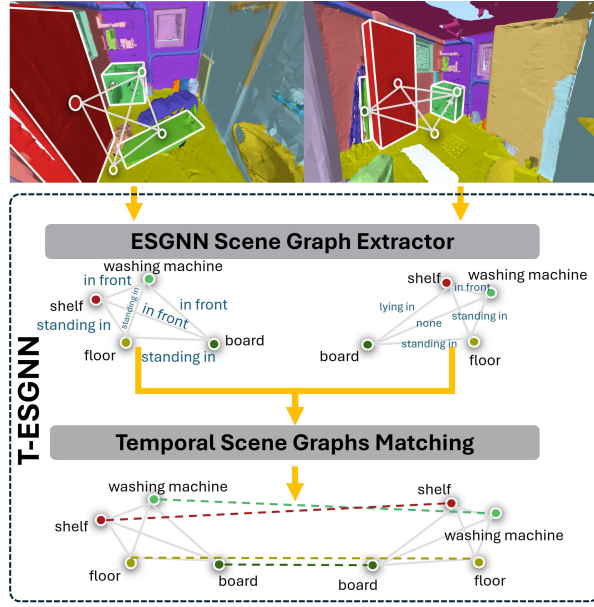 ESGNN Scene Graph Extractor
washing machine
in front
shelf
standing in
standing in
in front
in front
board
floor
standing in
shelf
washing machine
in front
lying in
none
standing in
standing in
board
floor
T-ESGNN
Temporal Scene Graphs Matching
washing machine
shelf
shelf
washing machine
floor
board
board
floor